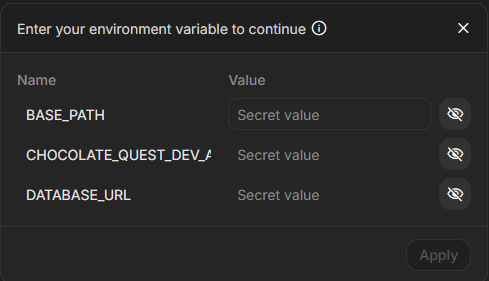 Enter your environment variable to continue
Name Value
BASE_PATH Secret value
CHOCOLATE_QUEST_DEV_A Secret value
DATABASE_URL Secret value
Apply